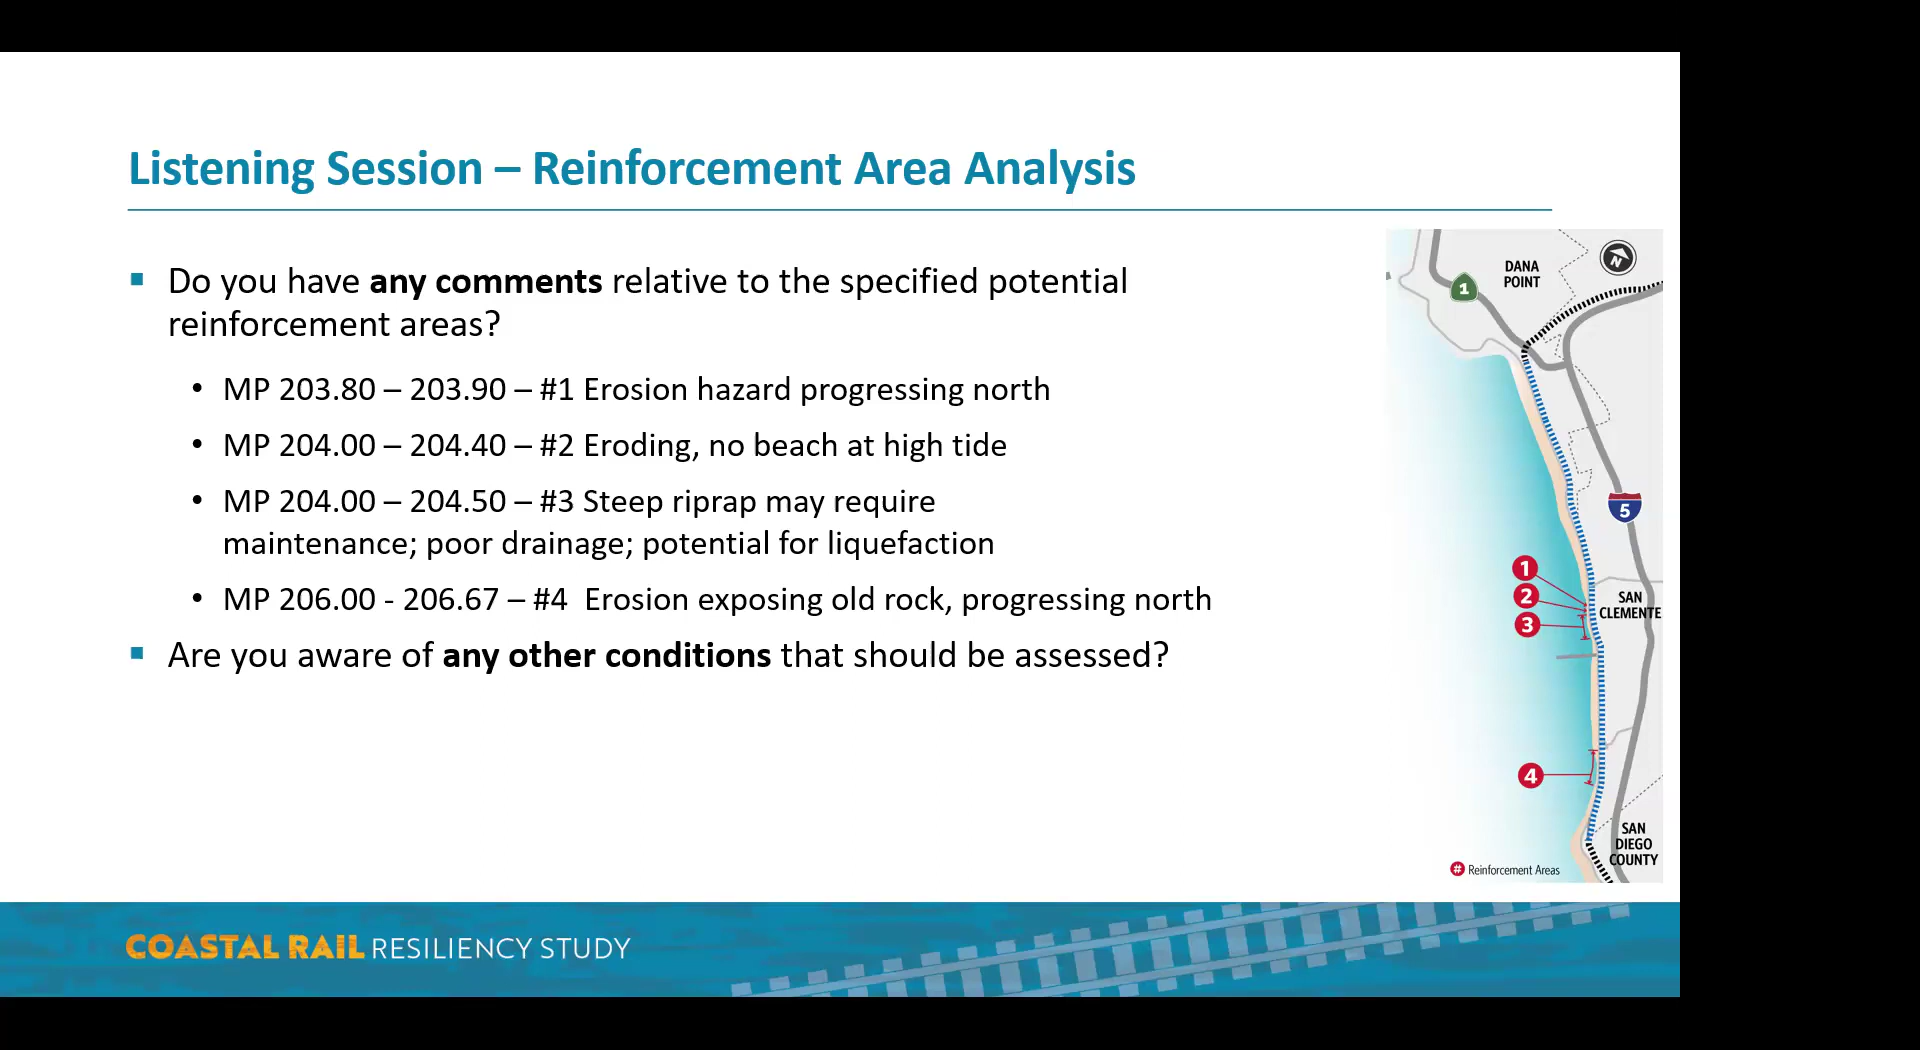 Listening Session – Reinforcement Area Analysis
Do you have any comments relative to the specified potential
reinforcement areas?
MP 203.80 – 203.90 – #1 Erosion hazard progressing north
MP 204.00 – 204.40 – #2 Eroding, no beach at high tide
MP 204.00 – 204.50 – #3 Steep riprap may require
maintenance; poor drainage; potential for liquefaction
MP 206.00 - 206.67 – #4 Erosion exposing old rock, progressing north
Are you aware of any other conditions that should be assessed?
DANA
POINT
N
1
5
1
2
3
SAN
CLEMENTE
4
SAN
DIEGO
COUNTY
# Reinforcement Areas
COASTAL RAIL RESILIENCY STUDY